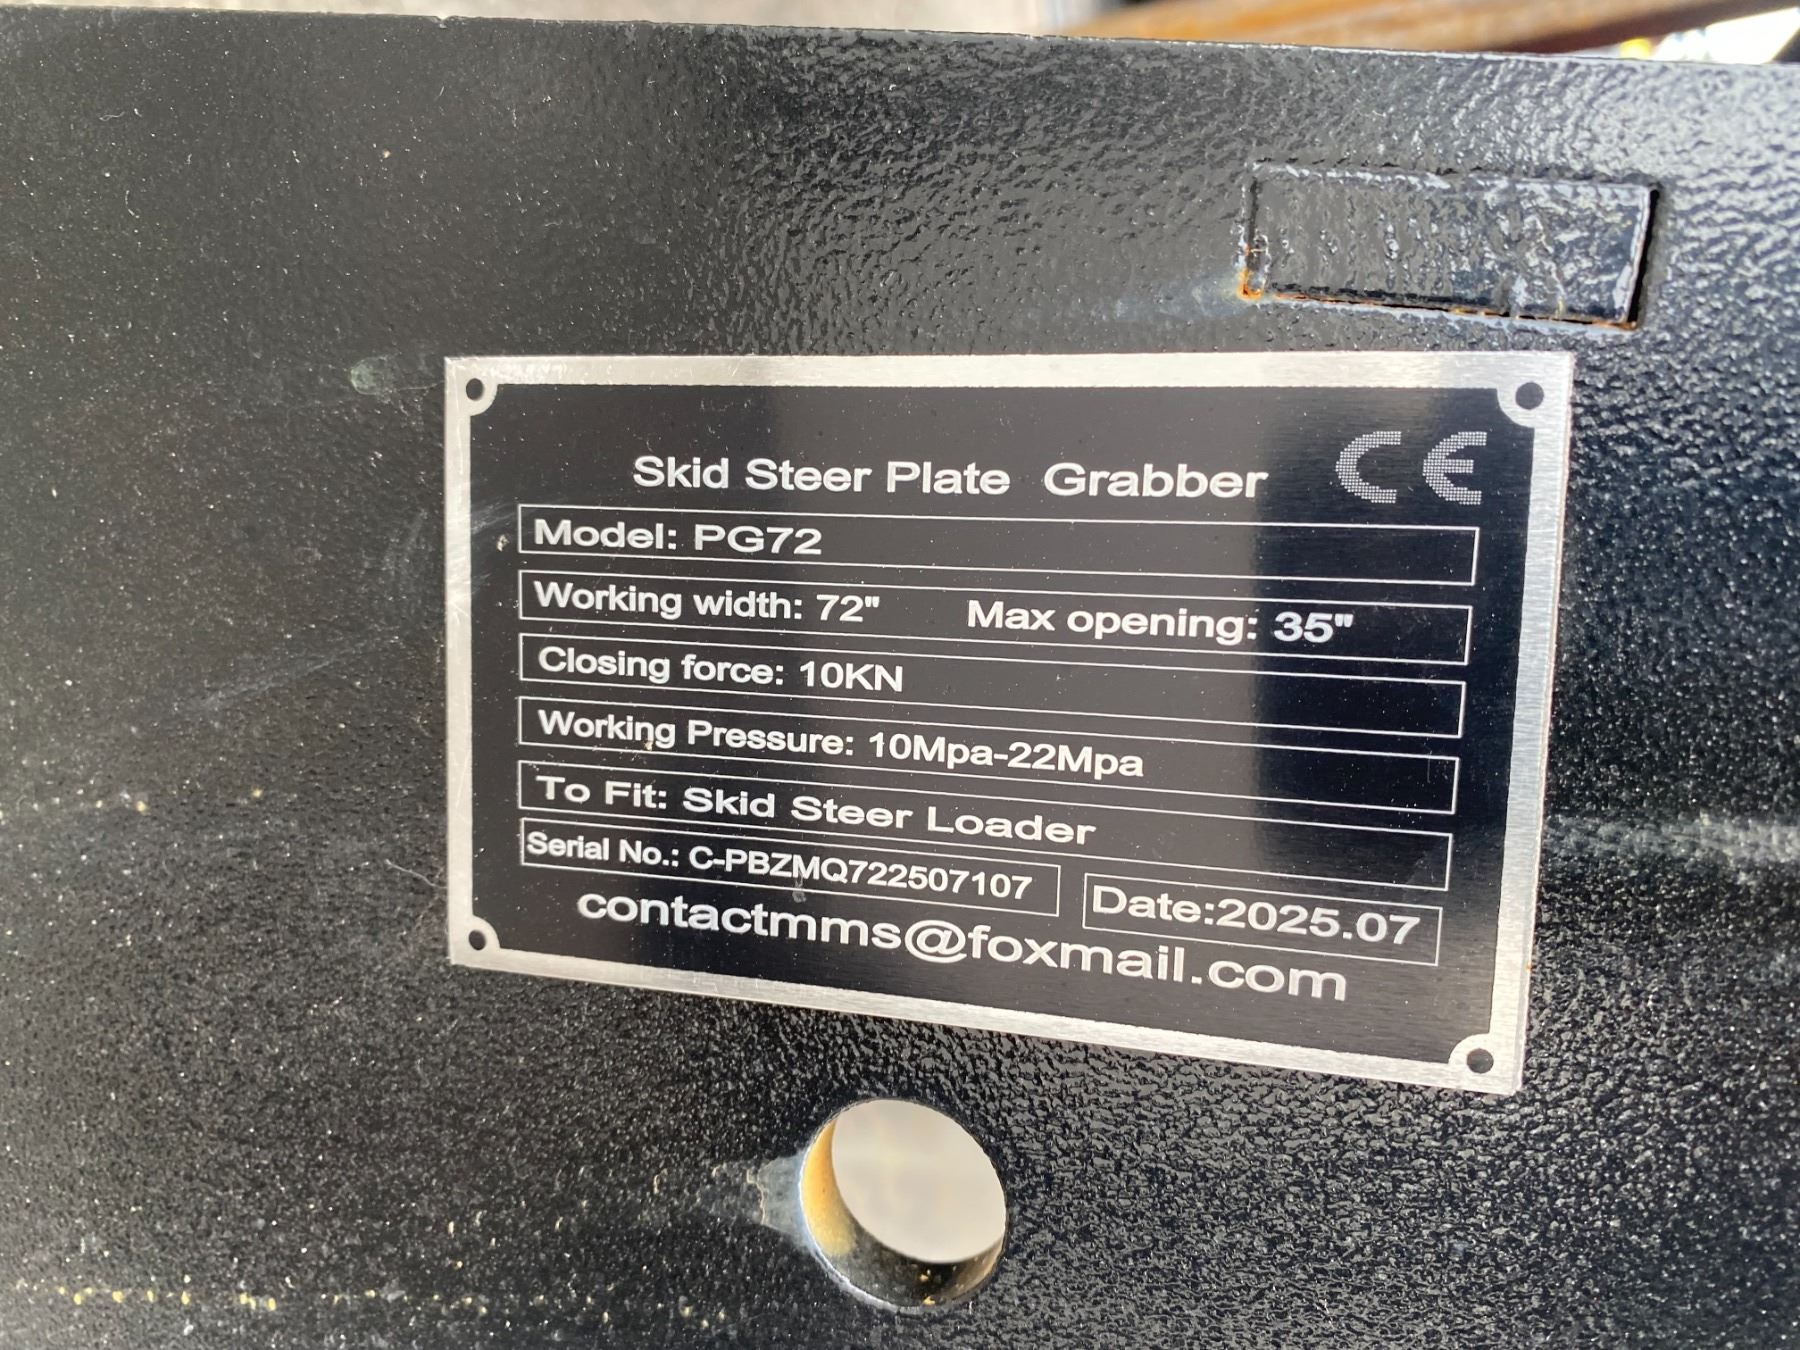 Skid Steer Plate Grabber CE
Model: PG72
Working width: 72" Max opening: 35"
Closing force: 10KN
Working Pressure: 10Mpa-22Mpa
To Fit: Skid Steer Loader
Serial No.: C-PBZMQ722507107 Date:2025.07
contactmms@foxmail.com